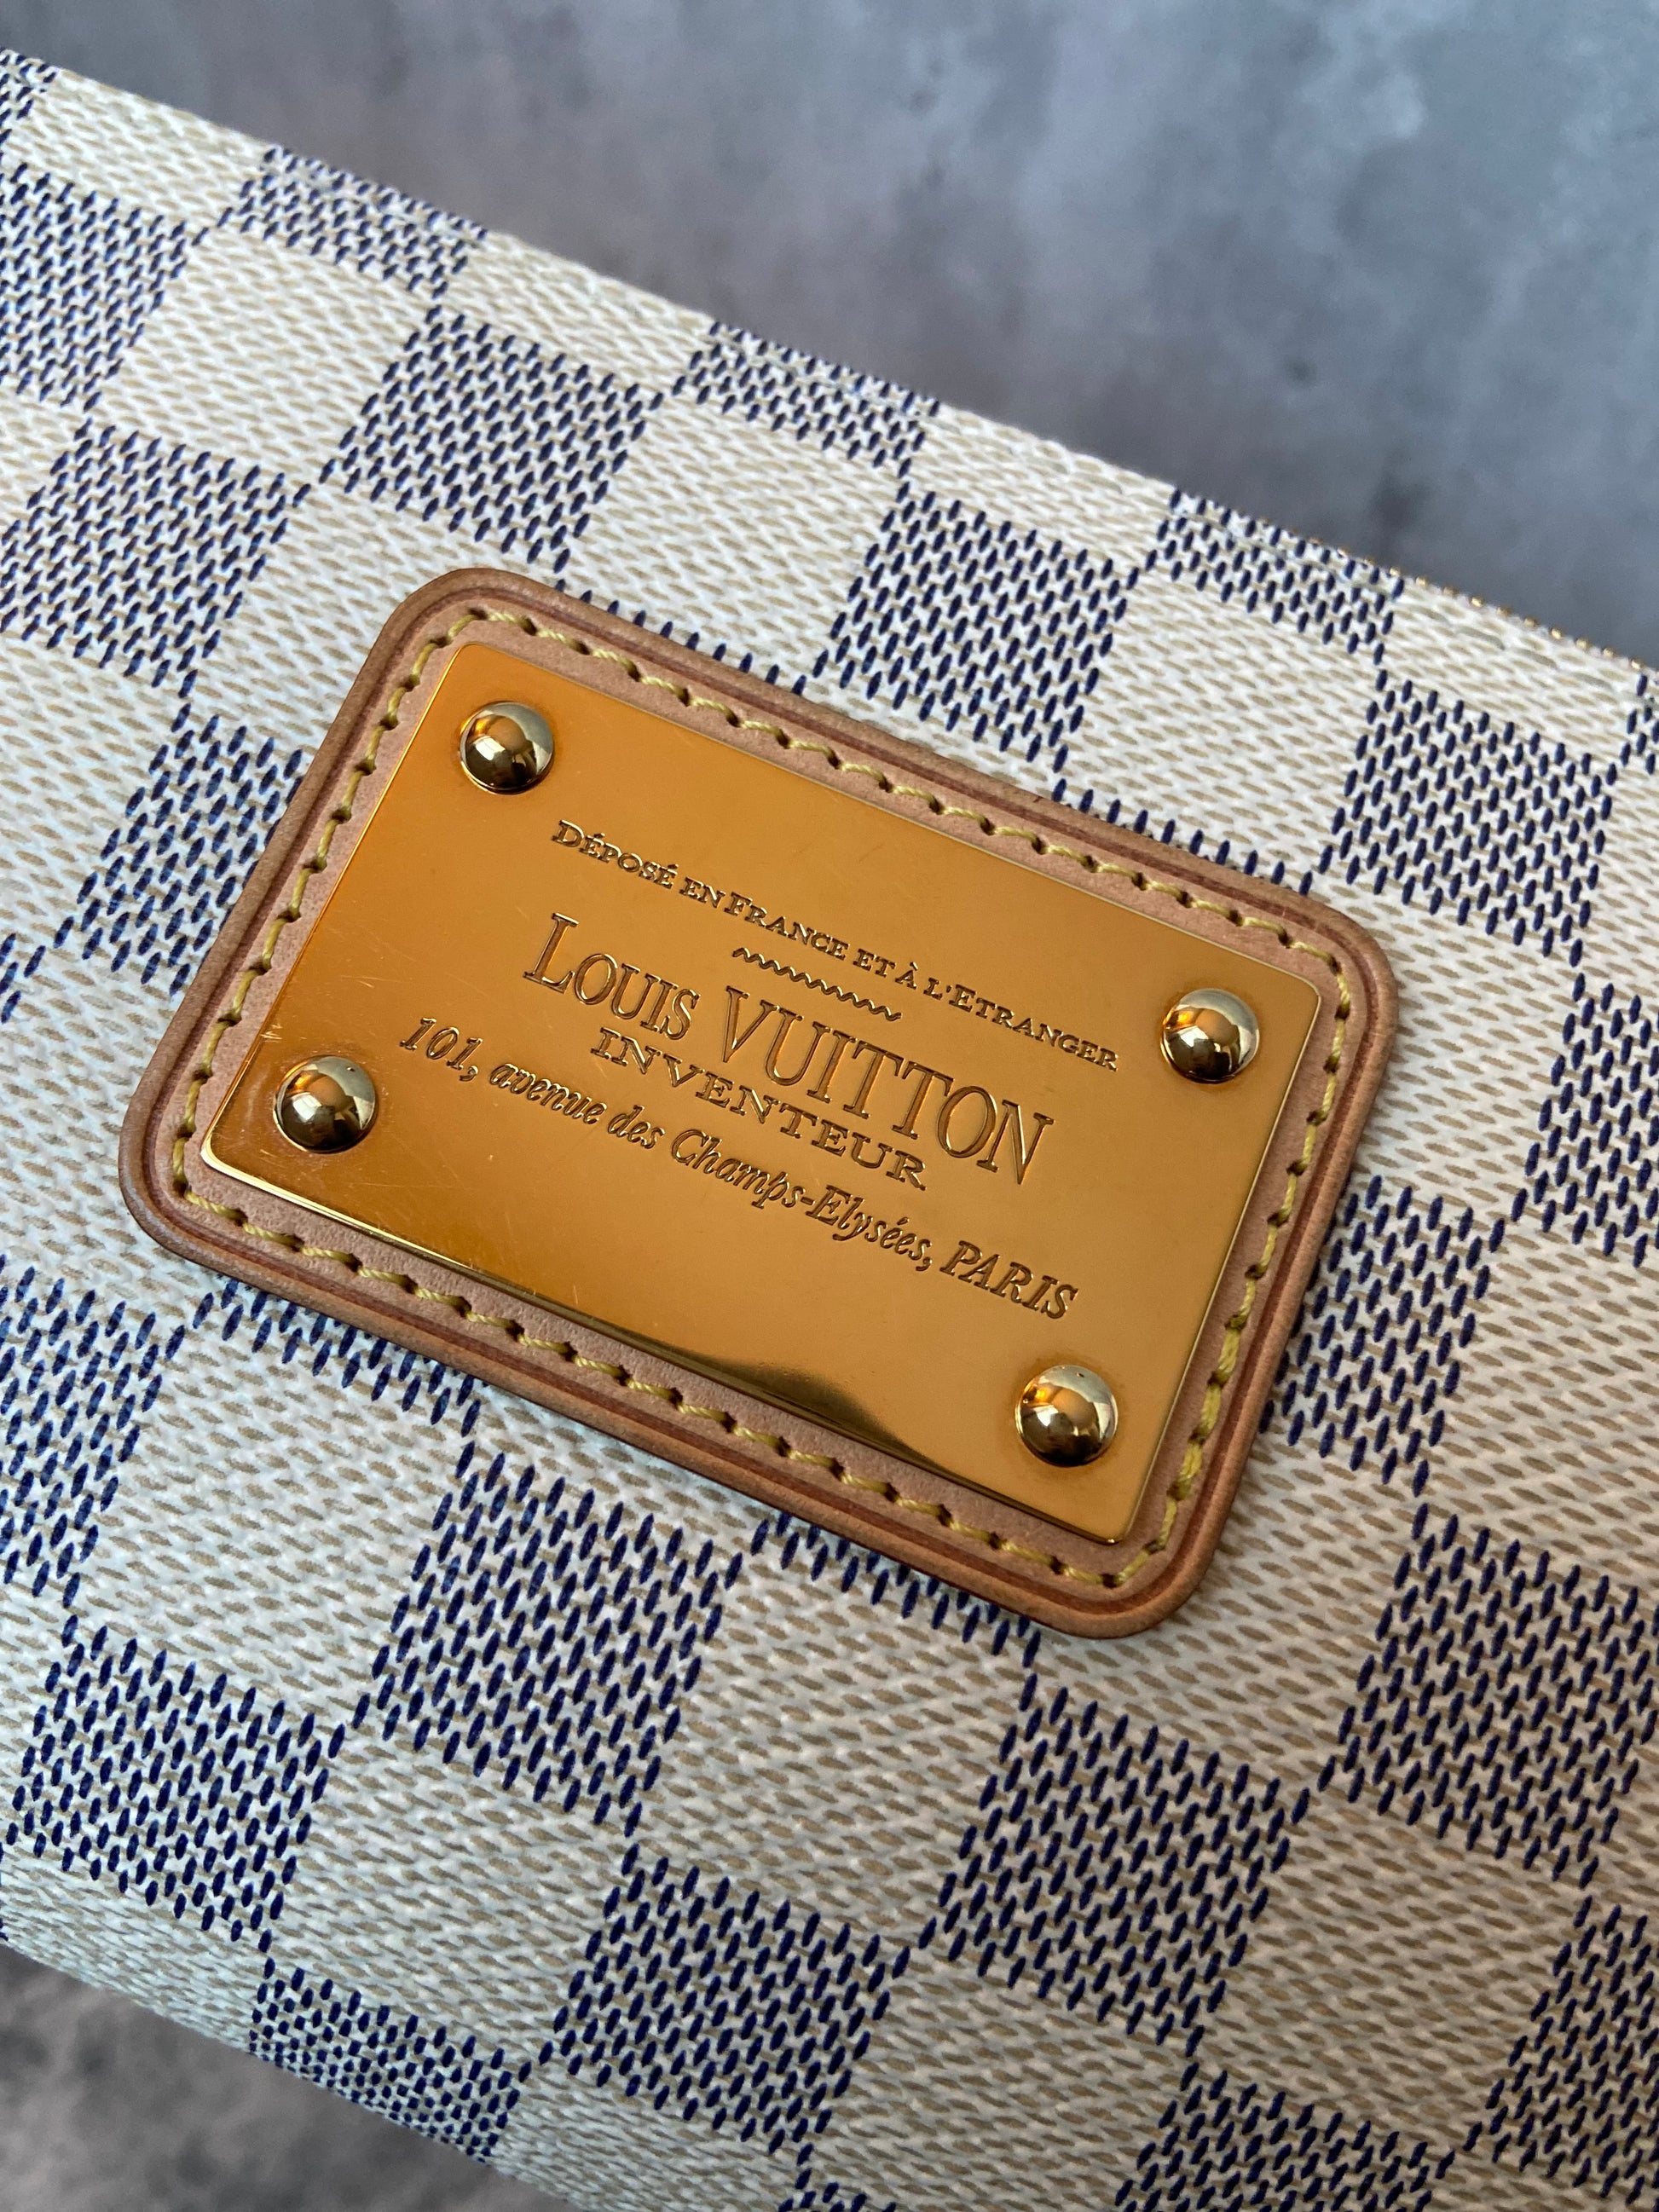 DÉPOSÉ EN FRANCE ET À L'ETRANGER
LOUIS VUITTON
INVENTEUR
101, avenue des Champs-Elysées, PARIS